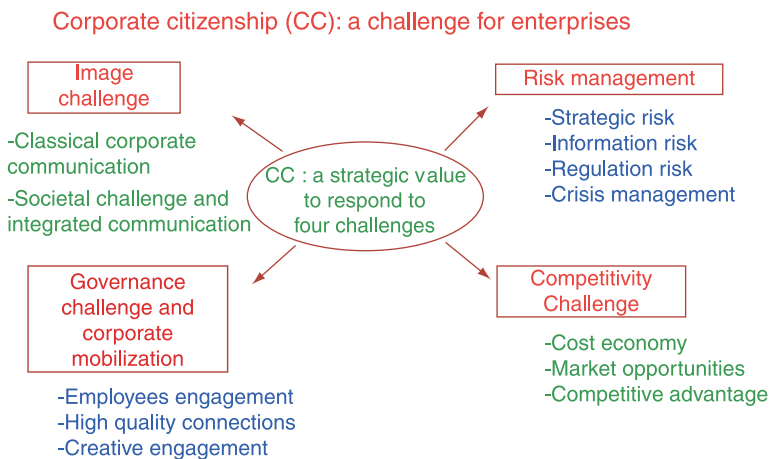 Corporate citizenship (CC): a challenge for enterprises
Image
challenge
-Classical corporate
communication
-Societal challenge and
integrated communication
Risk management
-Strategic risk
-Information risk
-Regulation risk
-Crisis management
CC : a strategic value
to respond to
four challenges
Governance
challenge and
corporate
mobilization
-Employees engagement
-High quality connections
-Creative engagement
Competitivity
Challenge
-Cost economy
-Market opportunities
-Competitive advantage